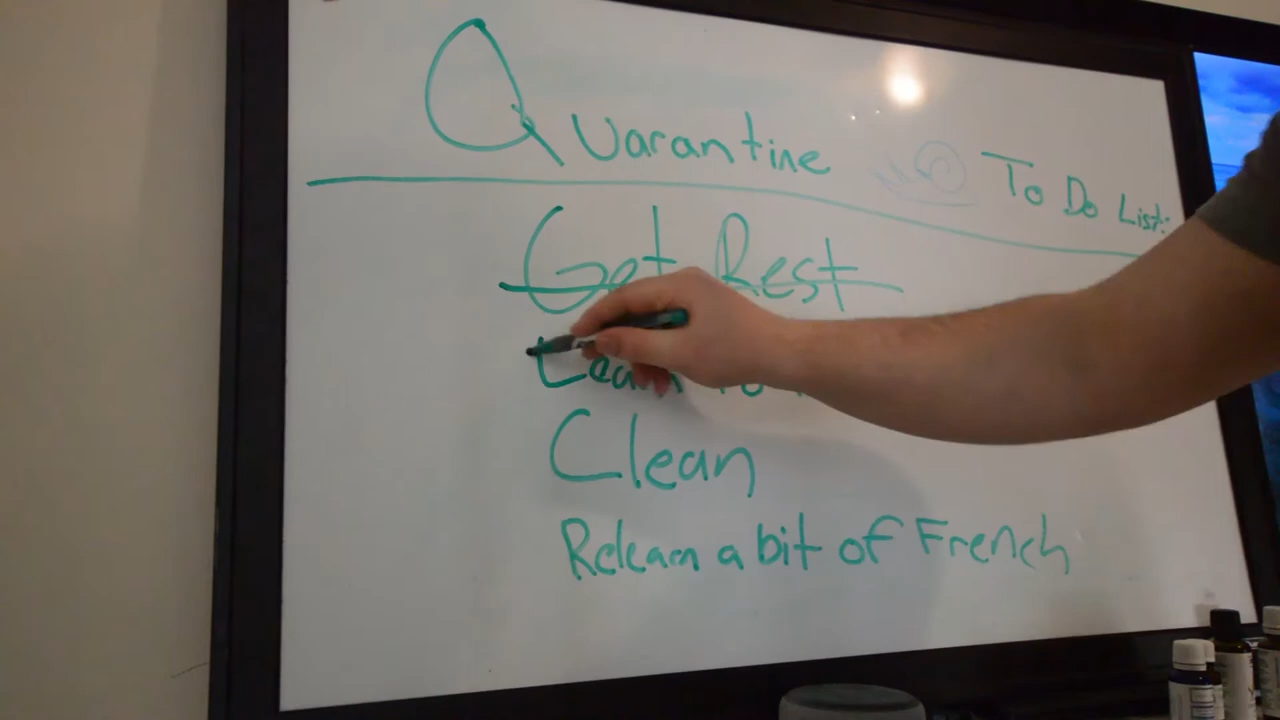 Quarantine To Do List:
Get Rest
Learn To
Clean
Relearn a bit of French